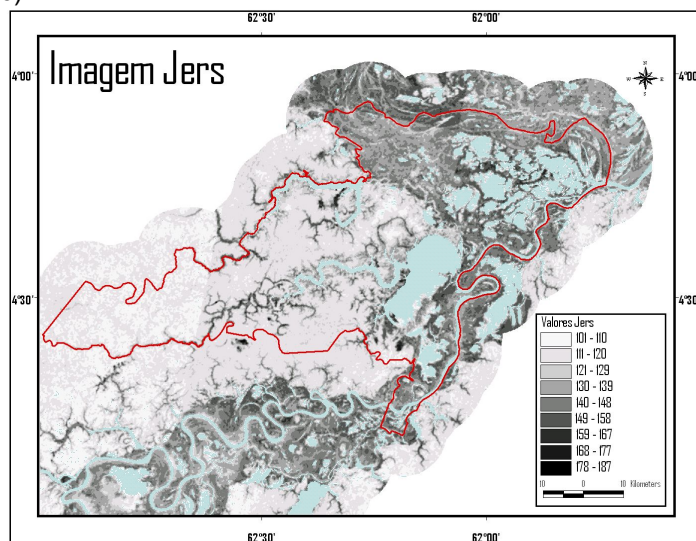 62°30'
62°00'
4°00'
4°00'
Imagem Jers
N
W
E
S
4°30'
4°30'
Valores Jers
101 - 110
111 - 120
121 - 129
130 - 139
140 - 148
149 - 158
159 - 167
168 - 177
178 - 187
10 0 10 Kilometers
62°30'
62°00'